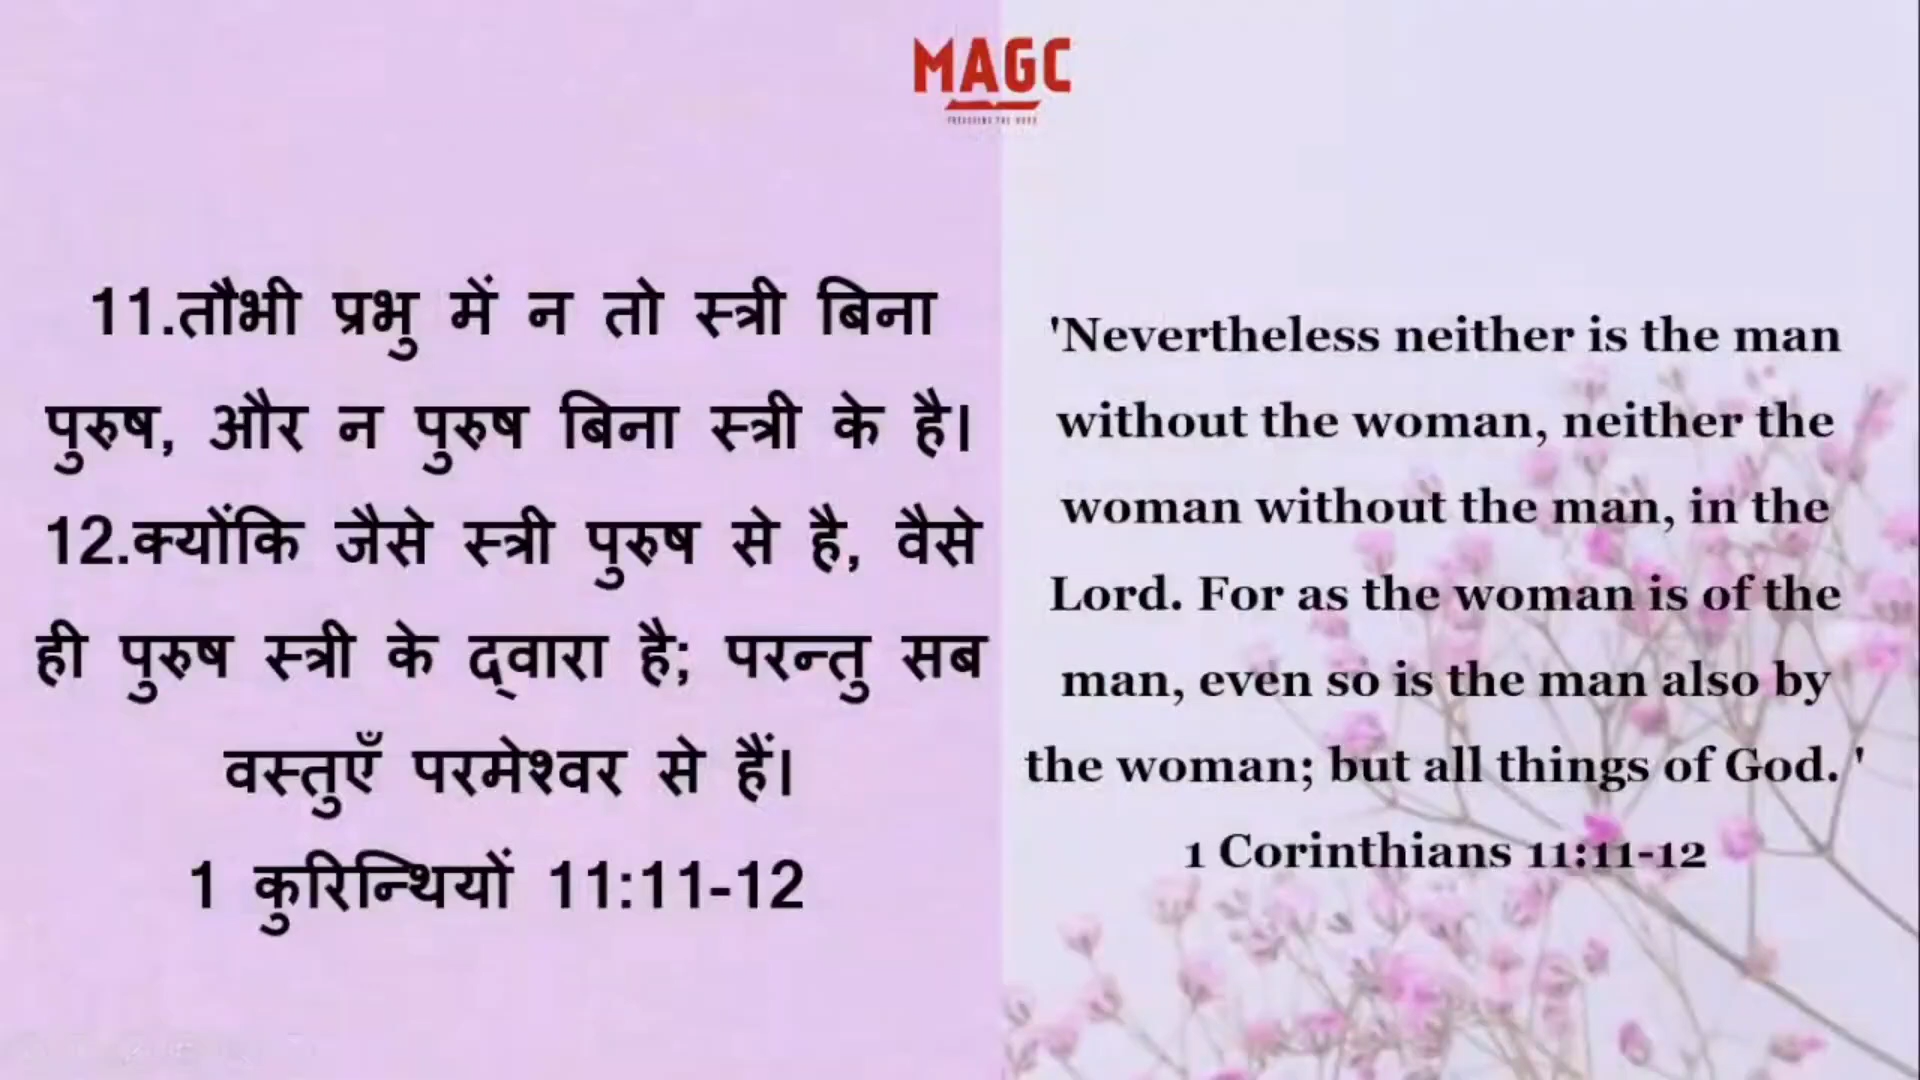 MAGC
11.तौभी प्रभु में न तो स्त्री बिना
पुरुष, और न पुरुष बिना स्त्री के है।
12.क्योंकि जैसे स्त्री पुरुष से है, वैसे
ही पुरुष स्त्री के द्वारा है; परन्तु सब
वस्तुएँ परमेश्वर से हैं।
1 कुरिन्थियों 11:11-12
'Nevertheless neither is the man
without the woman, neither the
woman without the man, in the
Lord. For as the woman is of the
man, even so is the man also by
the woman; but all things of God. '
1 Corinthians 11:11-12